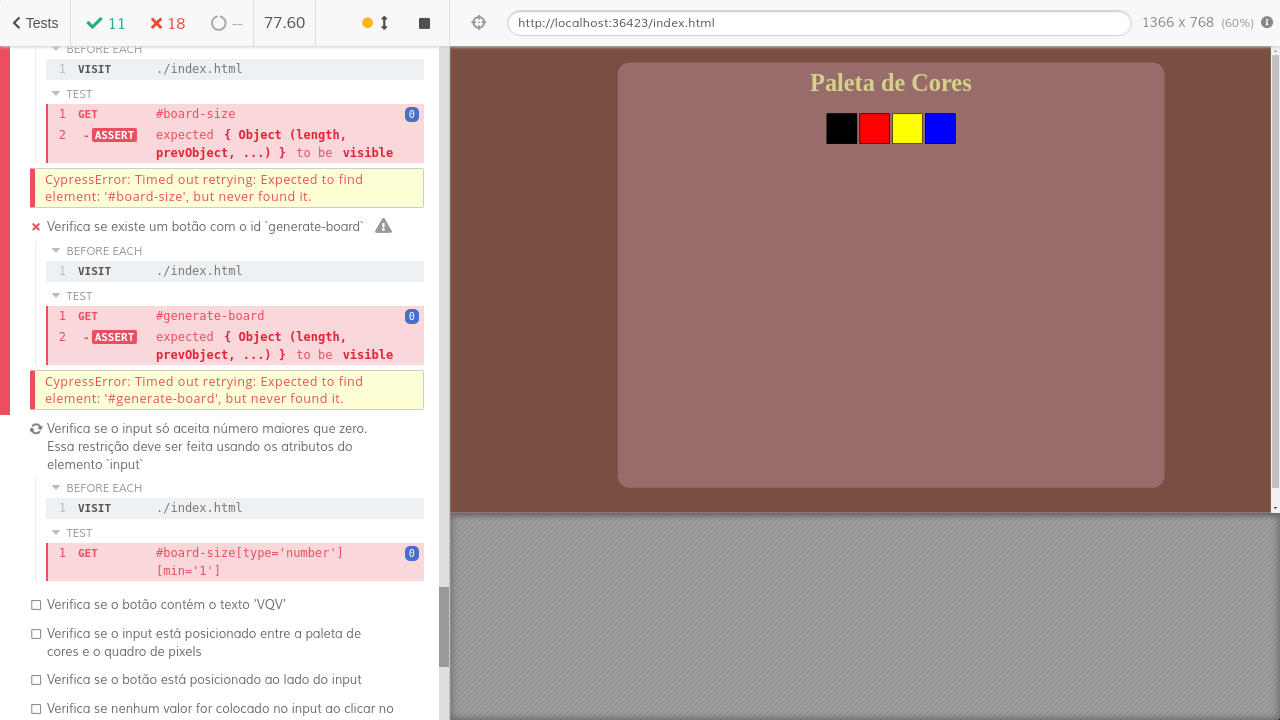 Tests
11
18
--
77.60
http://localhost:36423/index.html
1366 x 768 (60%)
BEFORE EACH
1 VISIT ./index.html
TEST
1 GET #board-size 0
2 -ASSERT expected { Object (length,
prevObject, ...) } to be visible
CypressError: Timed out retrying: Expected to find
element: '#board-size', but never found it.
Verifica se existe um botão com o id `generate-board`
BEFORE EACH
1 VISIT ./index.html
TEST
1 GET #generate-board 0
2 -ASSERT expected { Object (length,
prevObject, ...) } to be visible
CypressError: Timed out retrying: Expected to find
element: '#generate-board', but never found it.
Verifica se o input só aceita número maiores que zero.
Essa restrição deve ser feita usando os atributos do
elemento `input`
BEFORE EACH
1 VISIT ./index.html
TEST
1 GET #board-size[type='number'] 0
[min='1']
Verifica se o botão contém o texto 'VQV'
Verifica se o input está posicionado entre a paleta de
cores e o quadro de pixels
Verifica se o botão está posicionado ao lado do input
Verifica se nenhum valor for colocado no input ao clicar no
Paleta de Cores